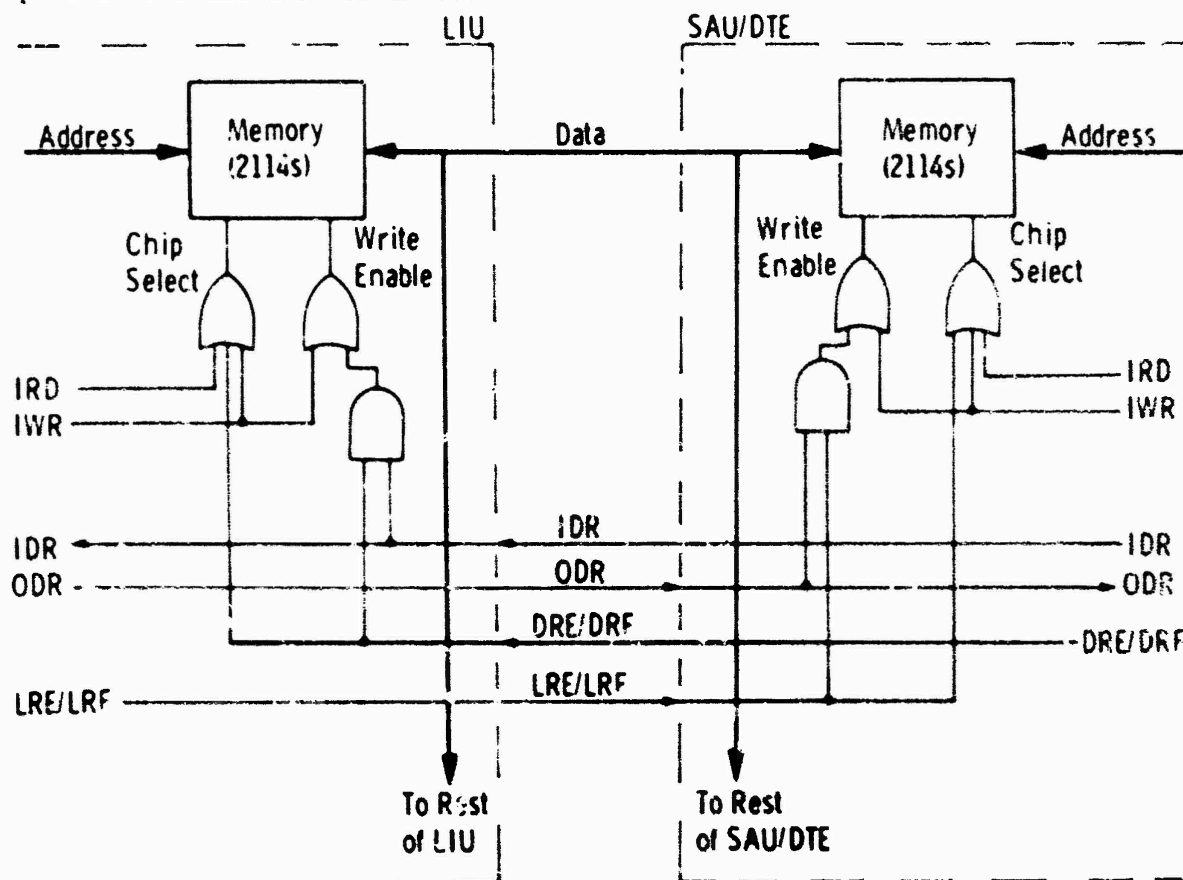 LIU SAU/DTE
Address
Memory
(2114s)
Data
Memory
(2114s)
Address
Chip
Select
Write
Enable
Write
Enable
Chip
Select
IRD
IWR
IRD
IWR
IDR IDR IDR
ODR ODR ODR
DRE/DRF DRE/DRF
LRE/LRF LRE/LRF
To Rest
of LIU
To Rest
of SAU/DTE